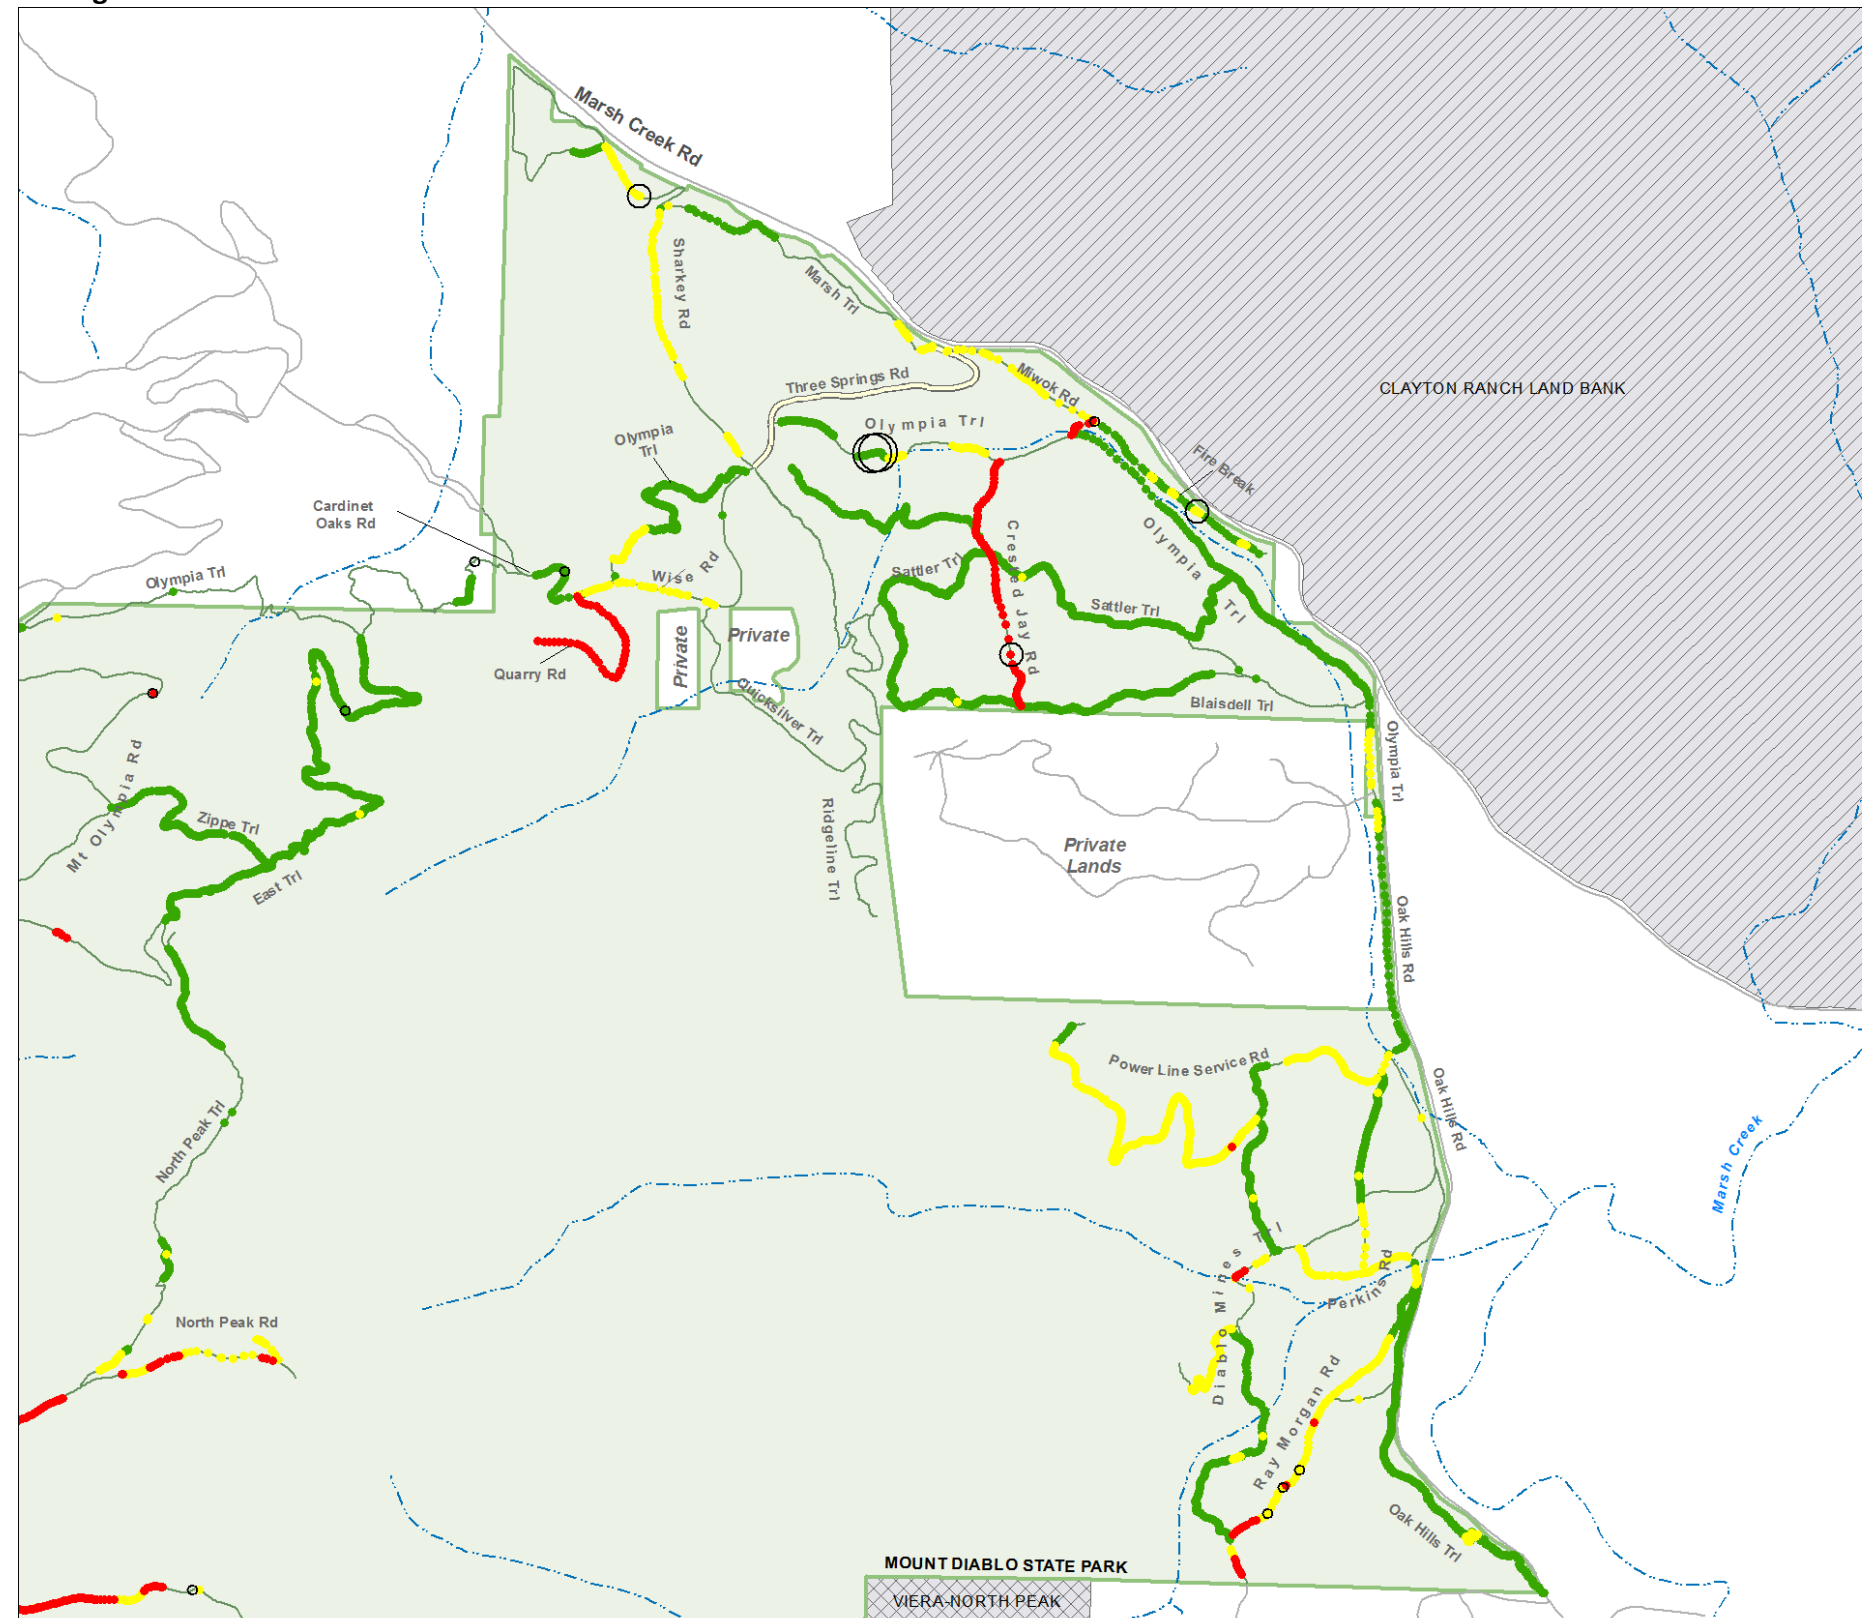 Marsh Creek Rd
Sharkey Rd
Marsh Trl
Three Springs Rd
Miwok Rd
CLAYTON RANCH LAND BANK
Olympia Trl
Olympia
Trl
Fire Break
Cardinet
Oaks Rd
Olympia Trl
Wise Rd
Sattler Trl
Crested Jay Rd
Olympia Trl
Sattler Trl
Private
Private
Quarry Rd
Quicksilver Trl
Blaisdell Trl
Olympia Trl
Mt Olympia Rd
Zippe Trl
East Trl
Ridgeline Trl
Private
Lands
Oak Hills Rd
Power Line Service Rd
Oak Hills Rd
North Peak Trl
Marsh Creek
Diablo Mines Trl
Perkins Rd
North Peak Rd
Ray Morgan Rd
Oak Hills Trl
MOUNT DIABLO STATE PARK
VIERA-NORTH PEAK